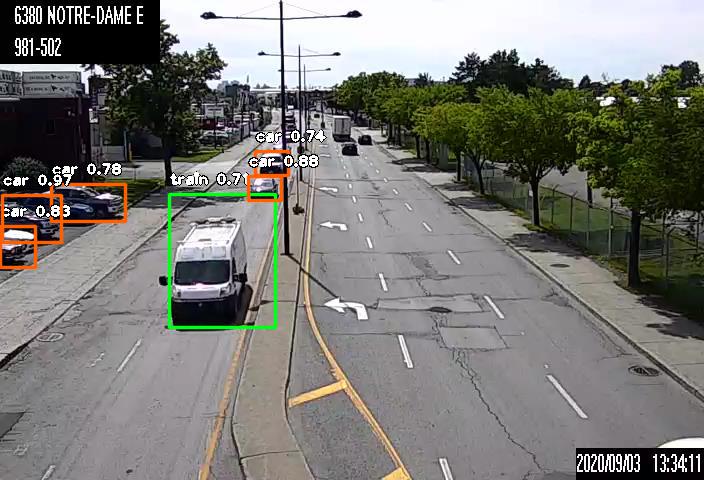 6380 NOTRE-DAME E
981-502
car 0.74
car 0.88
car 0.78
car 0.97
train 0.71
car 0.83
2020/09/03 13:34:11